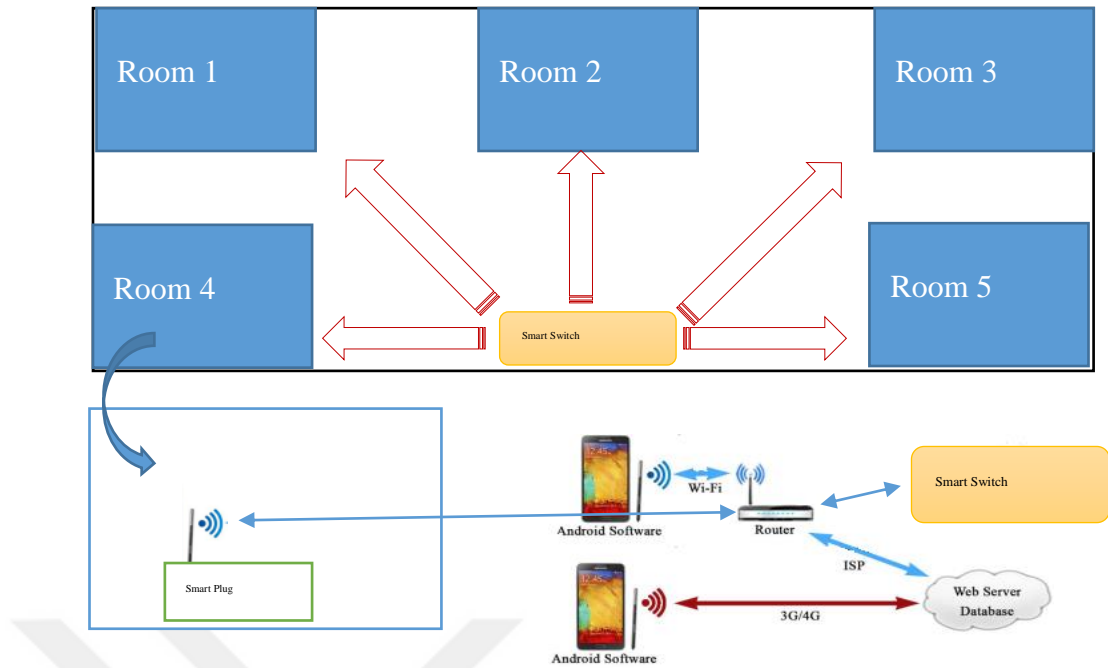 Room 1
Room 2
Room 3
Room 4
Room 5
Smart Switch
Smart Switch
Wi-Fi
Android Software
Router
Smart Plug
ISP
Web Server
Database
3G/4G
Android Software